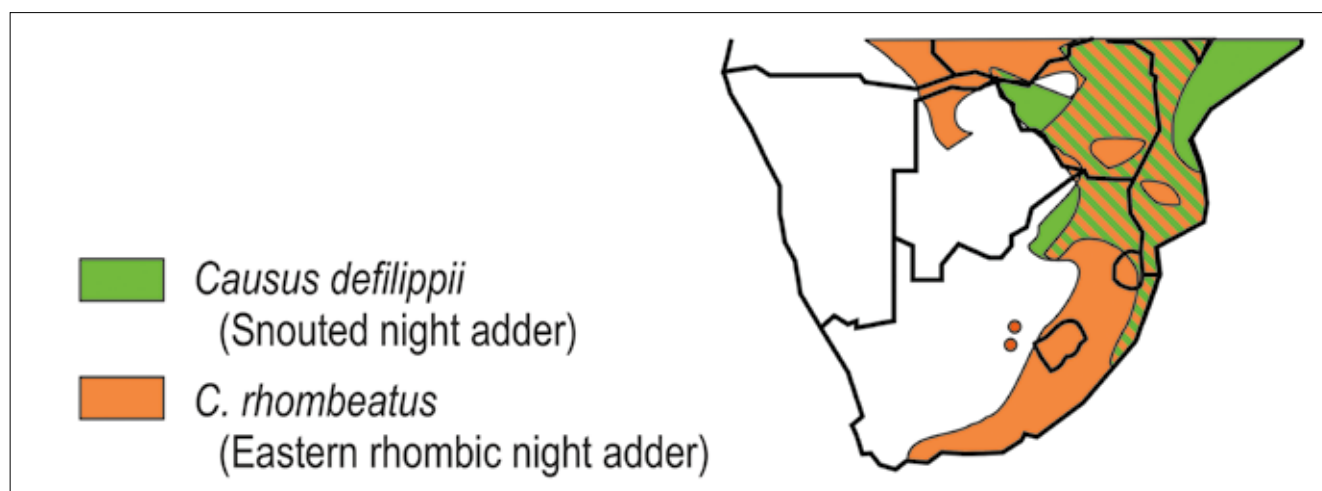 Causus defilippii
(Snouted night adder)
C. rhombeatus
(Eastern rhombic night adder)